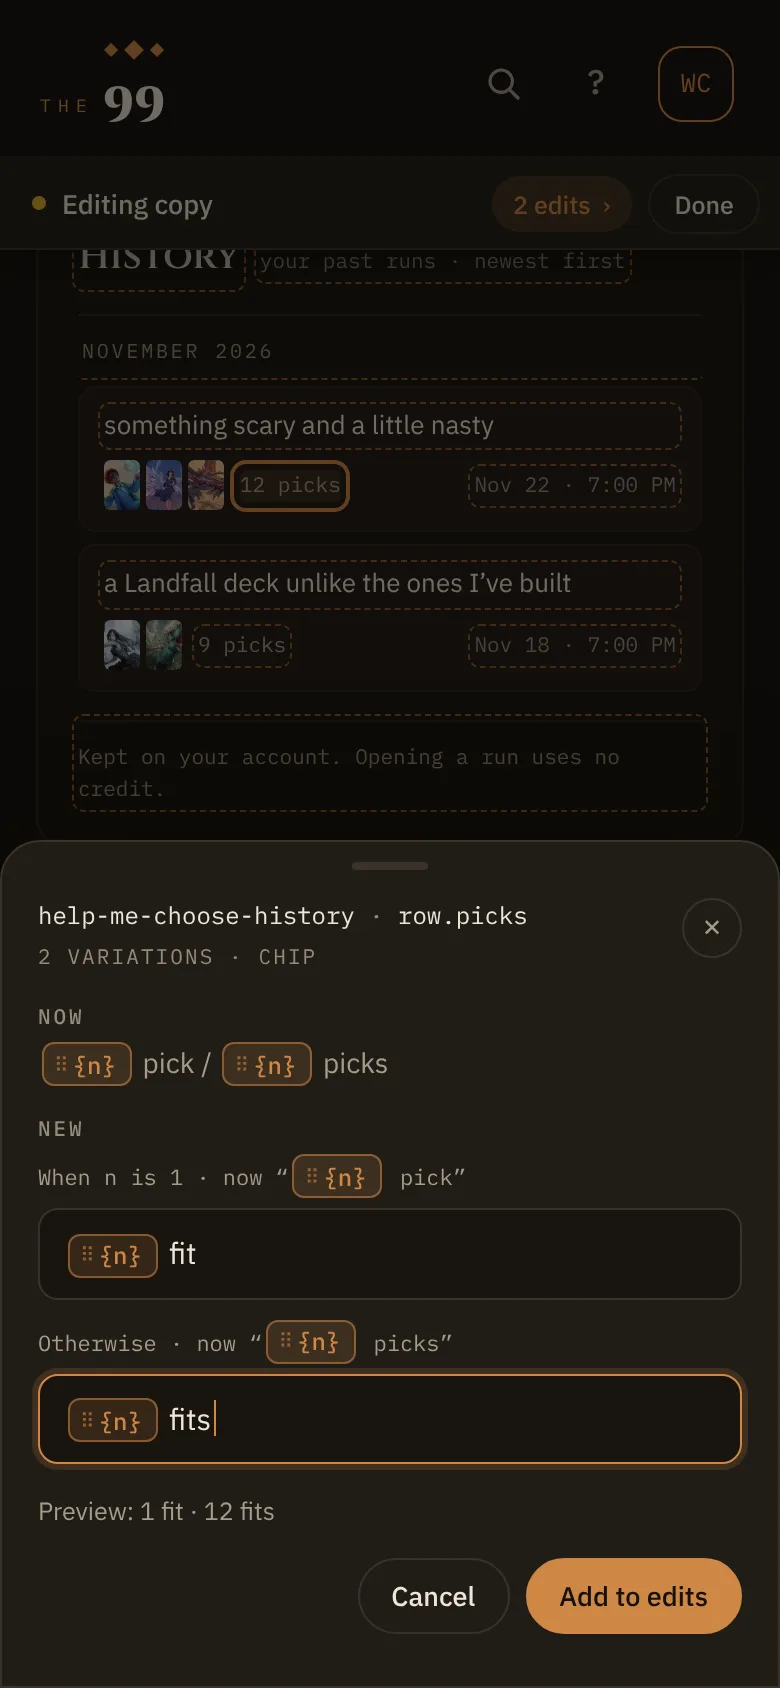 THE 99
?
WC
Editing copy
2 edits ›
Done
HISTORY
your past runs · newest first
NOVEMBER 2026
something scary and a little nasty
12 picks
Nov 22 · 7:00 PM
a Landfall deck unlike the ones I’ve built
9 picks
Nov 18 · 7:00 PM
Kept on your account. Opening a run uses no
credit.
help-me-choose-history · row.picks
×
2 VARIATIONS · CHIP
NOW
{n} pick / {n} picks
NEW
When n is 1 · now “{n} pick”
{n} fit
Otherwise · now “{n} picks”
{n} fits
Preview: 1 fit · 12 fits
Cancel
Add to edits